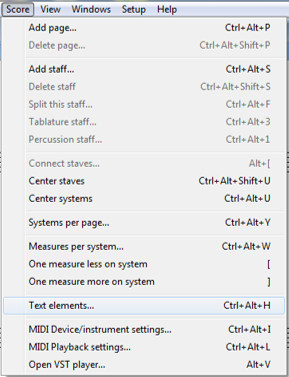 Score View Windows Setup Help
Add page... Ctrl+Alt+P
Delete page... Ctrl+Alt+Shift+P
Add staff... Ctrl+Alt+S
Delete staff Ctrl+Alt+Shift+S
Split this staff... Ctrl+Alt+F
Tablature staff... Ctrl+Alt+3
Percussion staff... Ctrl+Alt+1
Connect staves... Alt+[
Center staves Ctrl+Alt+Shift+U
Center systems Ctrl+Alt+U
Systems per page... Ctrl+Alt+Y
Measures per system... Ctrl+Alt+W
One measure less on system [
One measure more on system ]
Text elements... Ctrl+Alt+H
MIDI Device/instrument settings... Ctrl+Alt+I
MIDI Playback settings... Ctrl+Alt+L
Open VST player... Alt+V